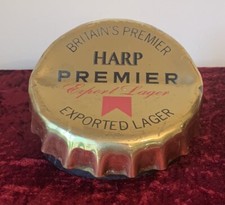 BRITAIN'S PREMIER
HARP
PREMIER
Export Lager
EXPORTED LAGER